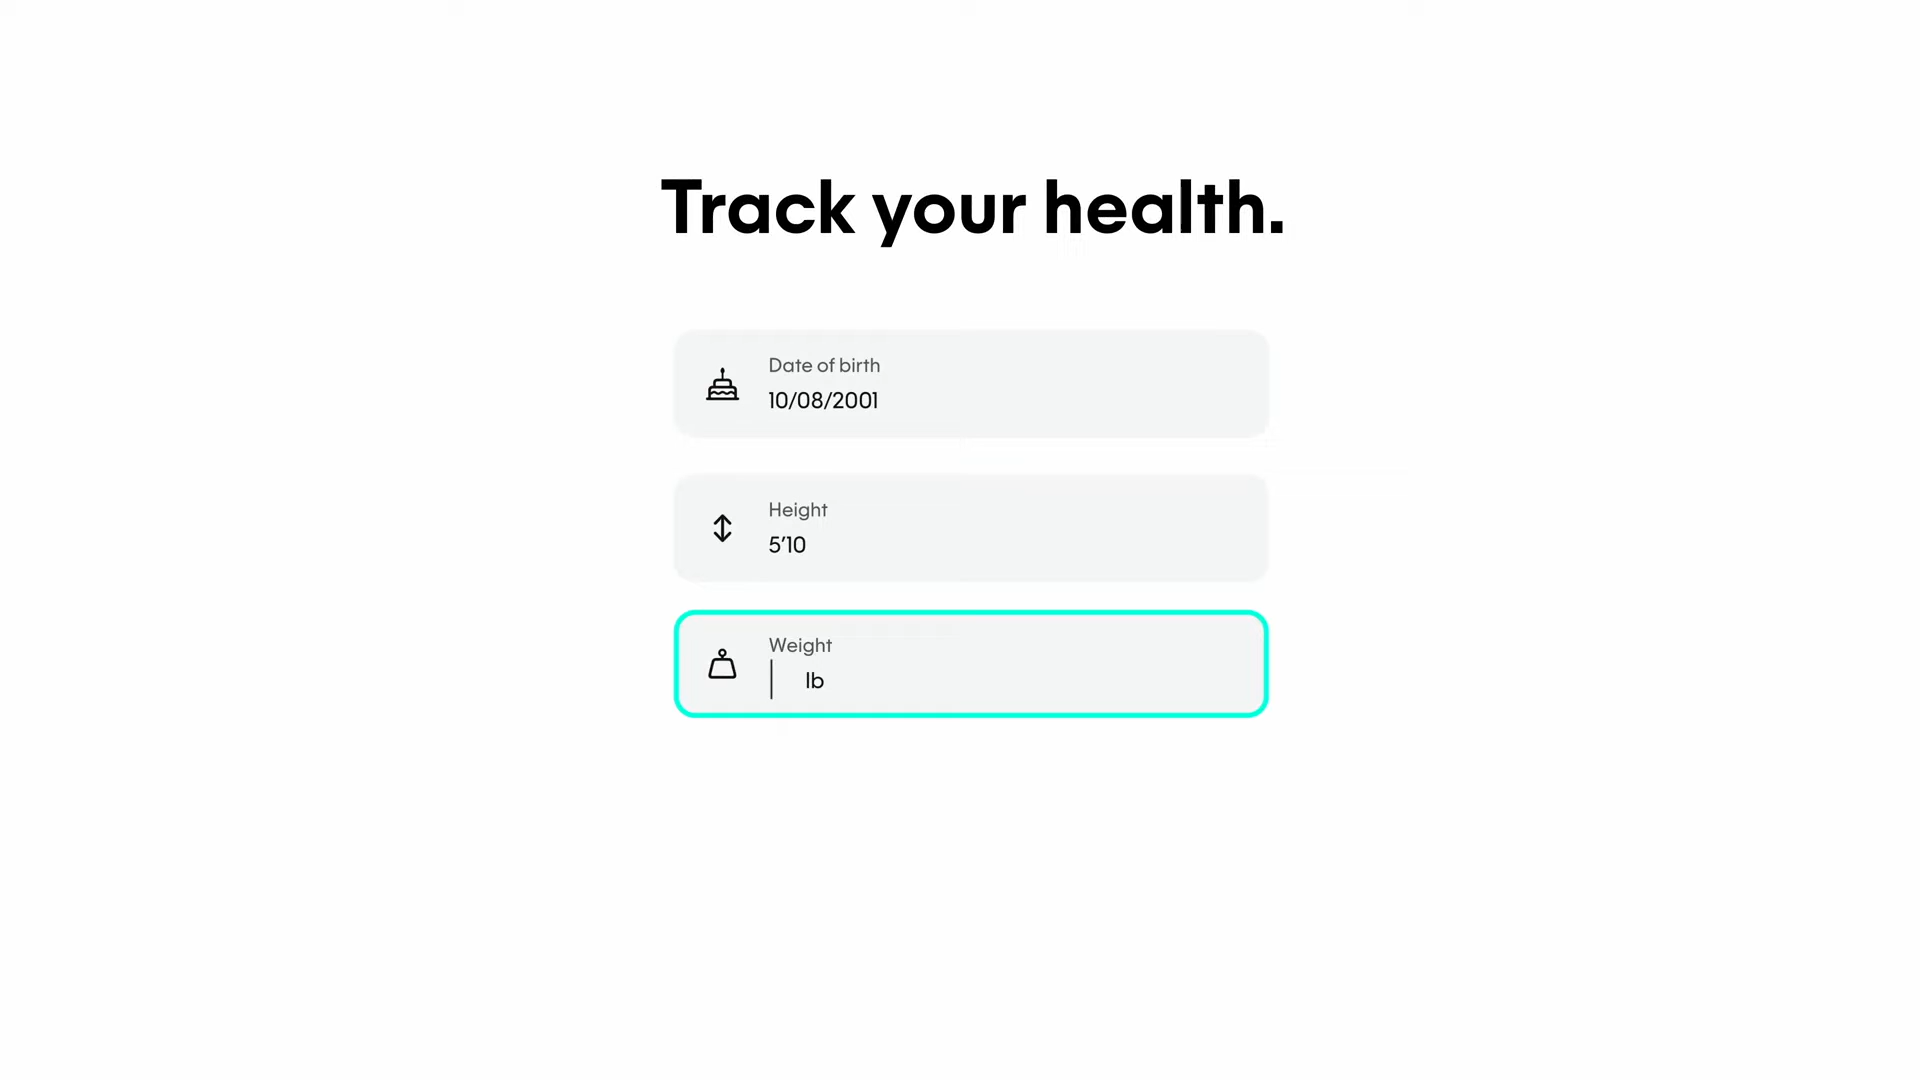 Track your health.
Date of birth
10/08/2001
Height
5'10
Weight
lb